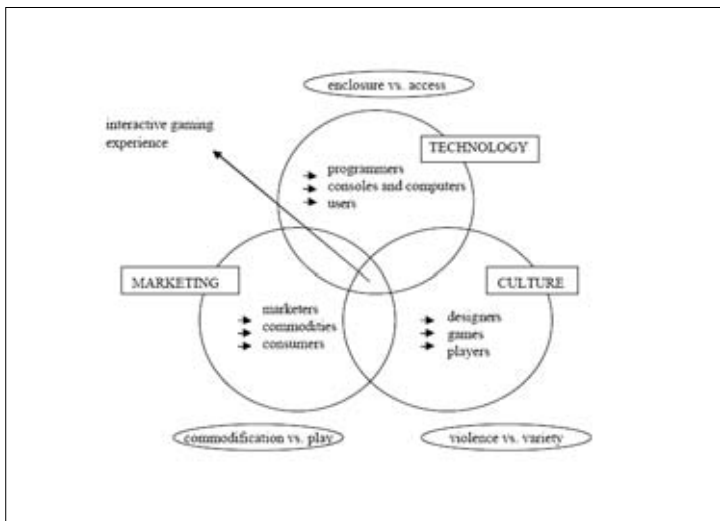 enclosure vs. access
interactive gaming
experience
TECHNOLOGY
programmers
consoles and computers
users
MARKETING
CULTURE
marketers
commodities
consumers
designers
games
players
commodification vs. play
violence vs. variety